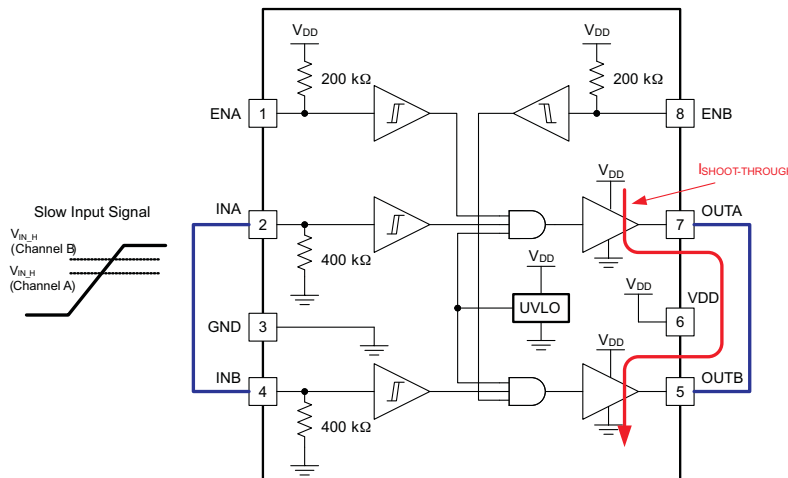 VDD
VDD
200 kΩ
200 kΩ
ENA
1
8
ENB
ISHOOT-THROUGH
VDD
Slow Input Signal
INA
2
7
OUTA
VIN_H
(Channel B)
VIN_H
(Channel A)
400 kΩ
VDD
VDD
VDD
UVLO
6
GND
3
VDD
INB
4
5
OUTB
400 kΩ